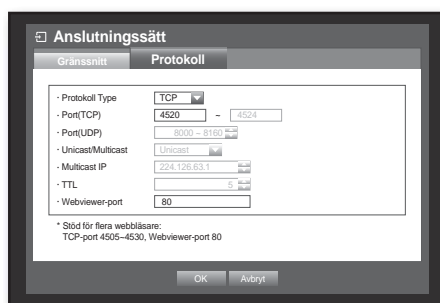 Anslutningssätt
Gränssnitt Protokoll
· Protokoll Type TCP
· Port(TCP) 4520 ~ 4524
· Port(UDP) 8000 ~ 8160
· Unicast/Multicast Unicast
· Multicast IP 224.126.63.1
· TTL 5
· Webviewer-port 80
* Stöd för flera webbläsare:
TCP-port 4505~4530, Webviewer-port 80
OK Avbryt